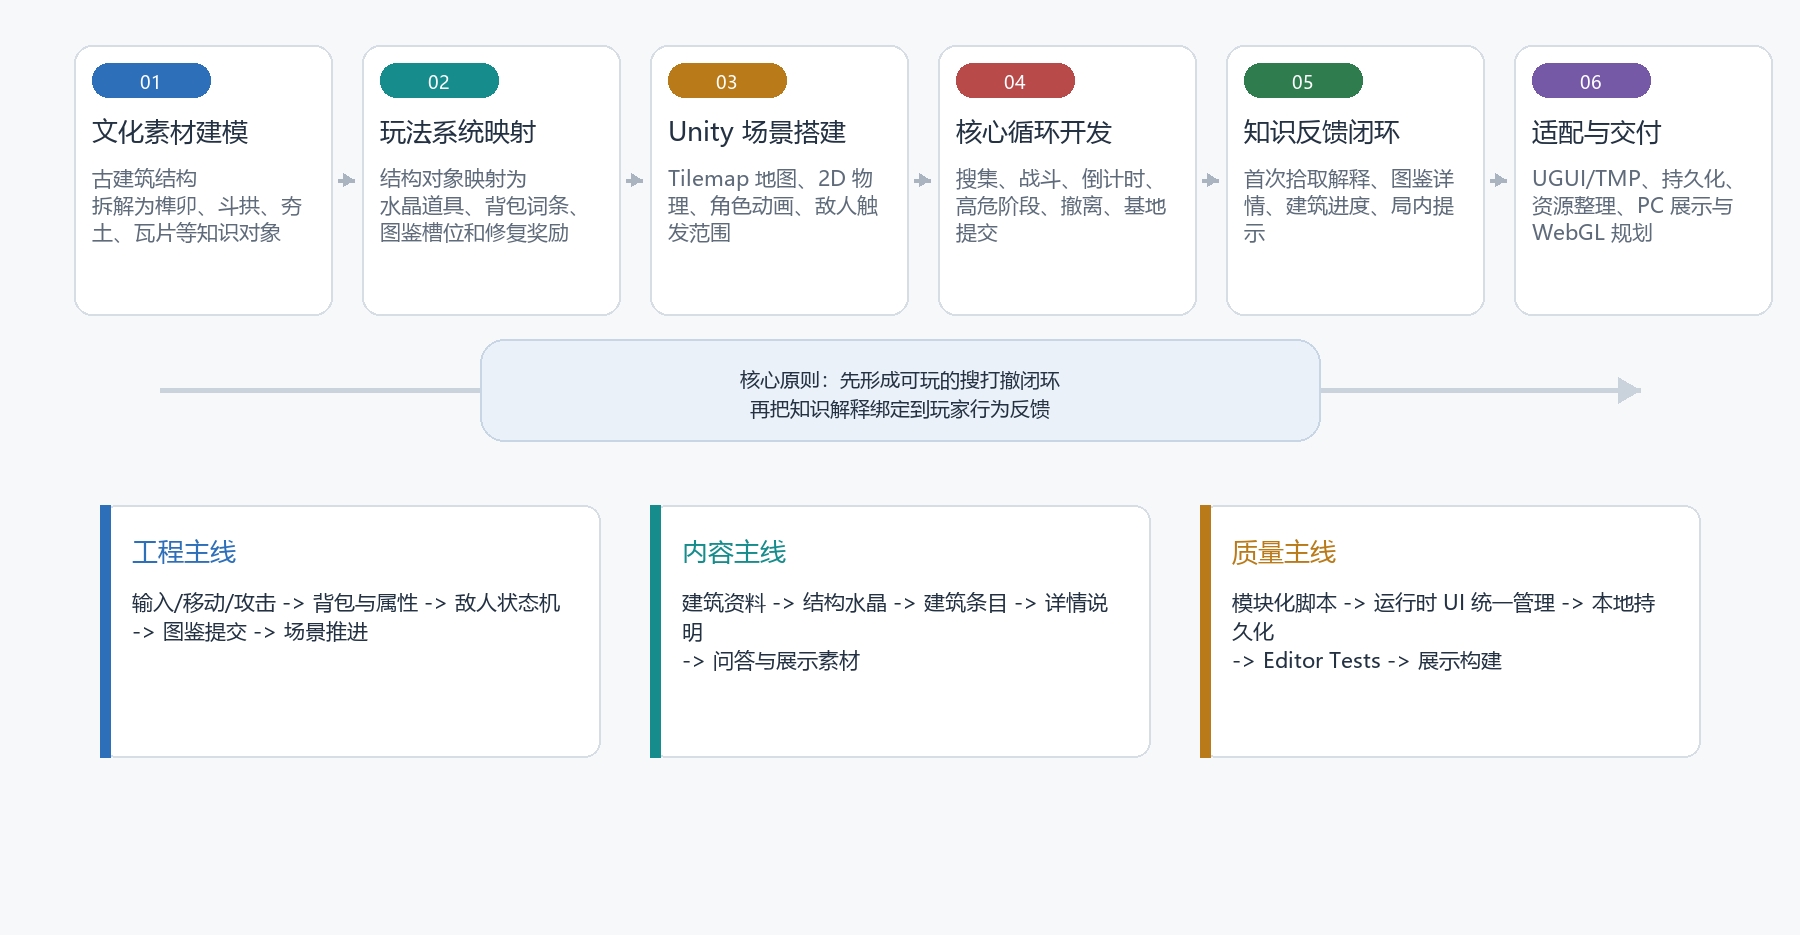 01
文化素材建模
古建筑结构
拆解为榫卯、斗拱、夯
土、瓦片等知识对象
02
玩法系统映射
结构对象映射为
水晶道具、背包词条、
图鉴槽位和修复奖励
03
Unity 场景搭建
Tilemap 地图、2D 物
理、角色动画、敌人触
发范围
04
核心循环开发
搜集、战斗、倒计时、
高危阶段、撤离、基地
提交
05
知识反馈闭环
首次拾取解释、图鉴详
情、建筑进度、局内提
示
06
适配与交付
UGUI/TMP、持久化、
资源整理、PC 展示与
WebGL 规划
核心原则：先形成可玩的搜打撤闭环
再把知识解释绑定到玩家行为反馈
工程主线
输入/移动/攻击 -> 背包与属性 -> 敌人状态机
-> 图鉴提交 -> 场景推进
内容主线
建筑资料 -> 结构水晶 -> 建筑条目 -> 详情说
明
-> 问答与展示素材
质量主线
模块化脚本 -> 运行时 UI 统一管理 -> 本地持
久化
-> Editor Tests -> 展示构建